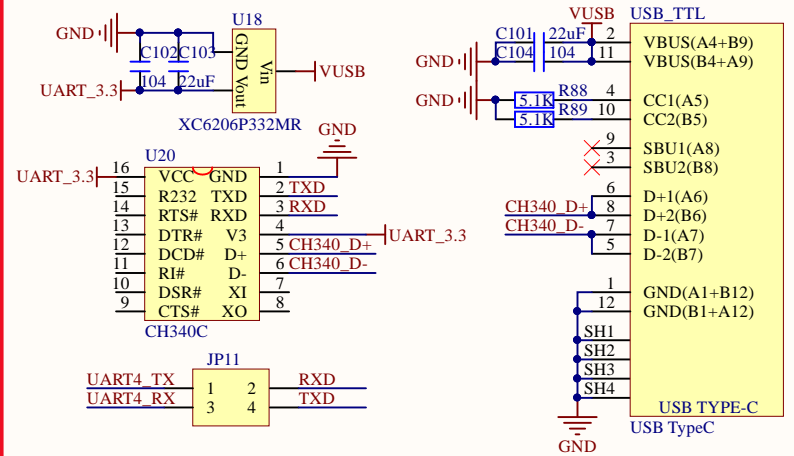 U18
GND
C102
C103
104
22uF
UART_3.3
GND
Vout
Vin
VUSB
XC6206P332MR
U20
GND
UART_3.3
16 VCC GND 1
15 R232 TXD 2 TXD
14 RTS# RXD 3 RXD
13 DTR# V3 4 UART_3.3
12 DCD# D+ 5 CH340_D+
11 RI# D- 6 CH340_D-
10 DSR# XI 7
9 CTS# XO 8
CH340C
JP11
UART4_TX 1 2 RXD
UART4_RX 3 4 TXD
VUSB
USB_TTL
C101 22uF 2 VBUS(A4+B9)
GND C104 104 11 VBUS(B4+A9)
GND 5.1K R88 4 CC1(A5)
5.1K R89 10 CC2(B5)
9 SBU1(A8)
3 SBU2(B8)
6 D+1(A6)
CH340_D+ 8 D+2(B6)
CH340_D- 7 D-1(A7)
5 D-2(B7)
1 GND(A1+B12)
12 GND(B1+A12)
SH1
SH2
SH3
SH4
USB TYPE-C
USB TypeC
GND